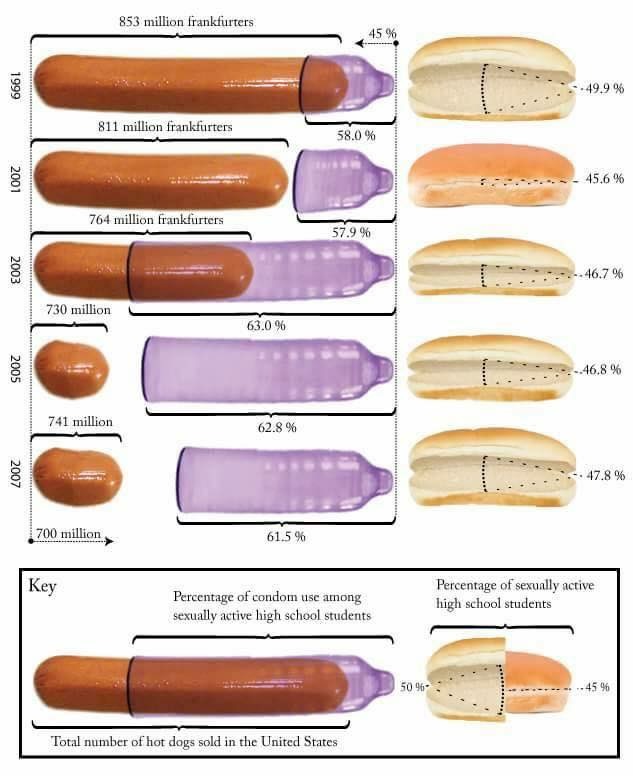 853 million frankfurters
45 %
1999
49.9 %
58.0 %
811 million frankfurters
2001
45.6 %
57.9 %
764 million frankfurters
2003
46.7 %
63.0 %
730 million
2005
46.8 %
62.8 %
741 million
2007
47.8 %
61.5 %
700 million
Key
Percentage of condom use among
sexually active high school students
Percentage of sexually active
high school students
50 %
45 %
Total number of hot dogs sold in the United States